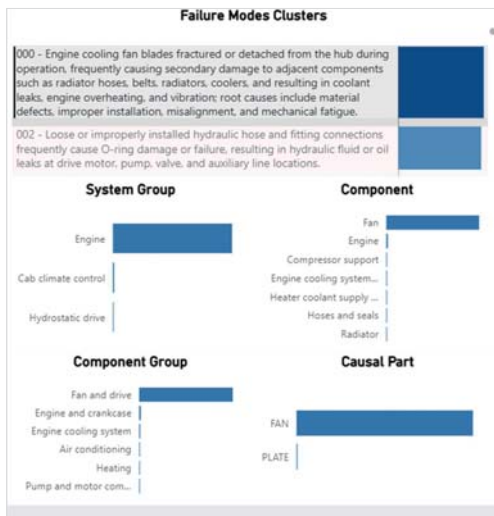 Failure Modes Clusters
000 - Engine cooling fan blades fractured or detached from the hub during
operation, frequently causing secondary damage to adjacent components
such as radiator hoses, belts, radiators, coolers, and resulting in coolant
leaks, engine overheating, and vibration; root causes include material
defects, improper installation, misalignment, and mechanical fatigue.
002 - Loose or improperly installed hydraulic hose and fitting connections
frequently cause O-ring damage or failure, resulting in hydraulic fluid or oil
leaks at drive motor, pump, valve, and auxiliary line locations.
System Group
Engine
Cab climate control
Hydrostatic drive
Component
Fan
Engine
Compressor support
Engine cooling system...
Heater coolant supply ...
Hoses and seals
Radiator
Component Group
Fan and drive
Engine and crankcase
Engine cooling system
Air conditioning
Heating
Pump and motor com...
Causal Part
FAN
PLATE